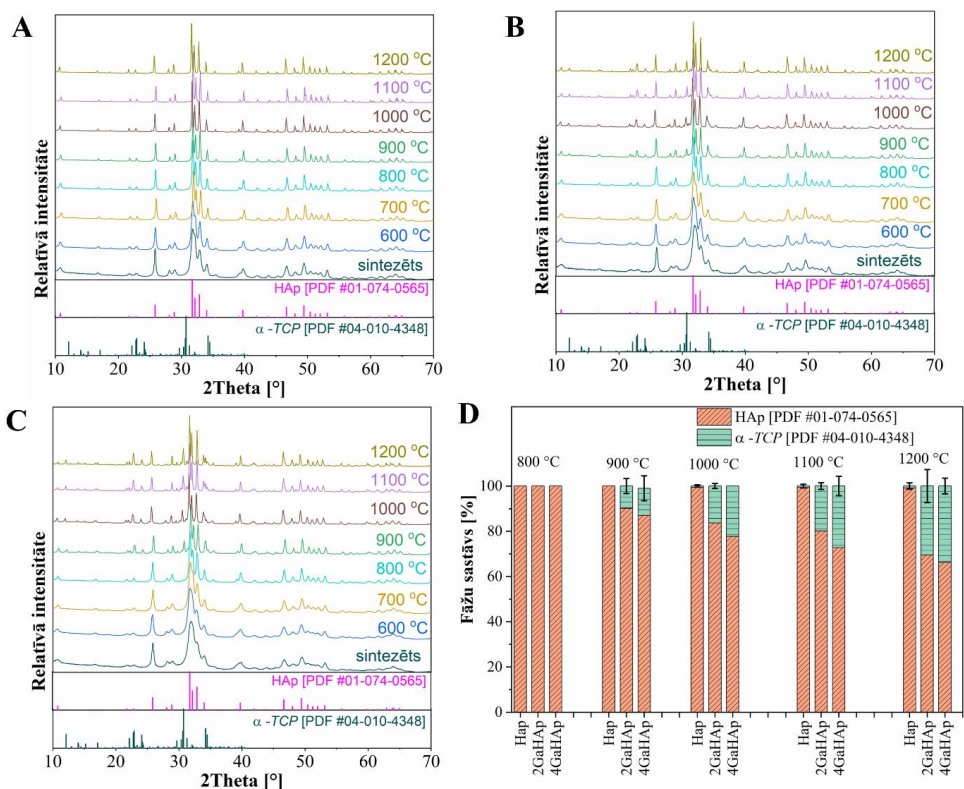 A
1200 °C
1100 °C
1000 °C
900 °C
800 °C
700 °C
600 °C
sintezēts
HAp [PDF #01-074-0565]
α -TCP [PDF #04-010-4348]
Relatīvā intensitāte
10 20 30 40 50 60 70
2Theta [°]
B
1200 °C
1100 °C
1000 °C
900 °C
800 °C
700 °C
600 °C
sintezēts
HAp [PDF #01-074-0565]
α -TCP [PDF #04-010-4348]
Relatīvā intensitāte
10 20 30 40 50 60 70
2Theta [°]
C
1200 °C
1100 °C
1000 °C
900 °C
800 °C
700 °C
600 °C
sintezēts
HAp [PDF #01-074-0565]
α -TCP [PDF #04-010-4348]
Relatīvā intensitāte
10 20 30 40 50 60 70
2Theta [°]
D
HAp [PDF #01-074-0565]
α -TCP [PDF #04-010-4348]
800 °C 900 °C 1000 °C 1100 °C 1200 °C
100
80
60
40
20
0
Fāžu sastāvs [%]
Hap 2GaHAp 4GaHAp Hap 2GaHAp 4GaHAp Hap 2GaHAp 4GaHAp Hap 2GaHAp 4GaHAp Hap 2GaHAp 4GaHAp